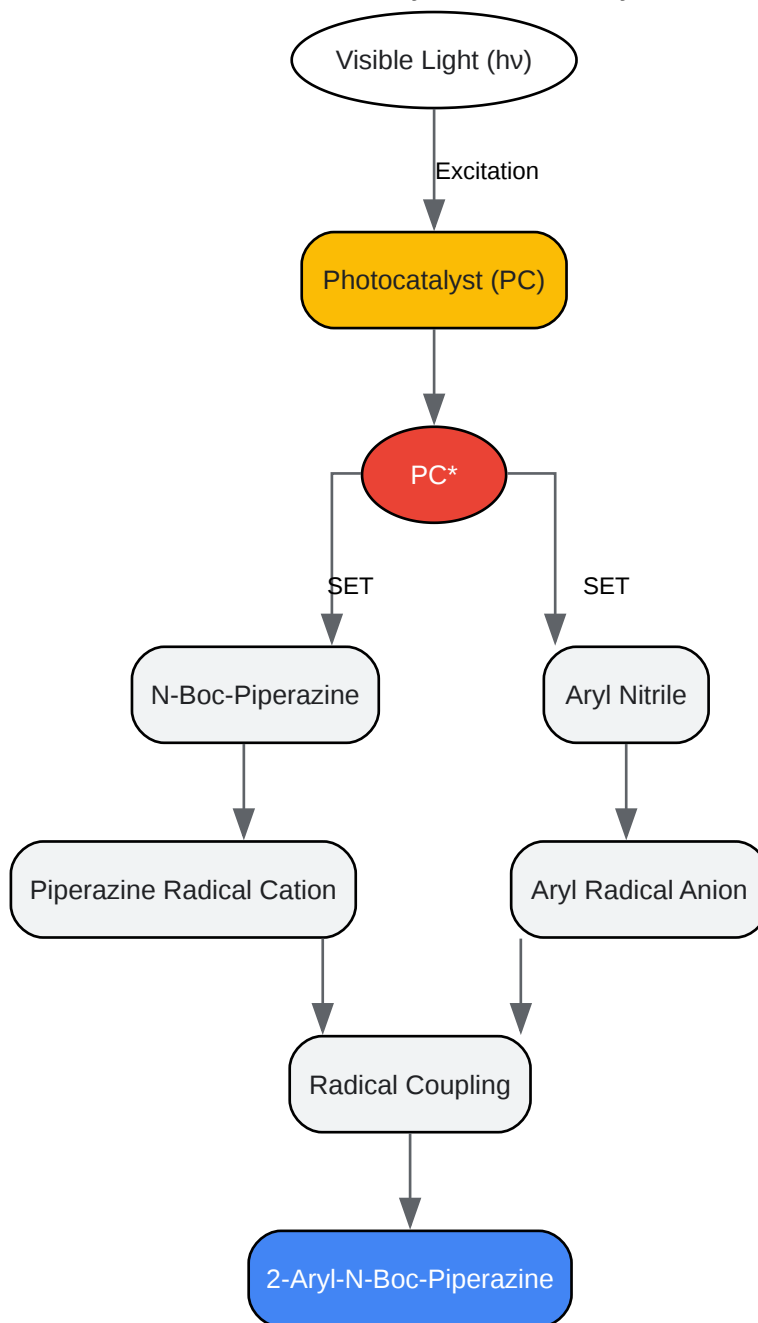 Visible Light (hν)
Excitation
Photocatalyst (PC)
PC*
SET
SET
N-Boc-Piperazine
Aryl Nitrile
Piperazine Radical Cation
Aryl Radical Anion
Radical Coupling
2-Aryl-N-Boc-Piperazine